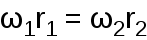 ω₁r₁ = ω₂r₂